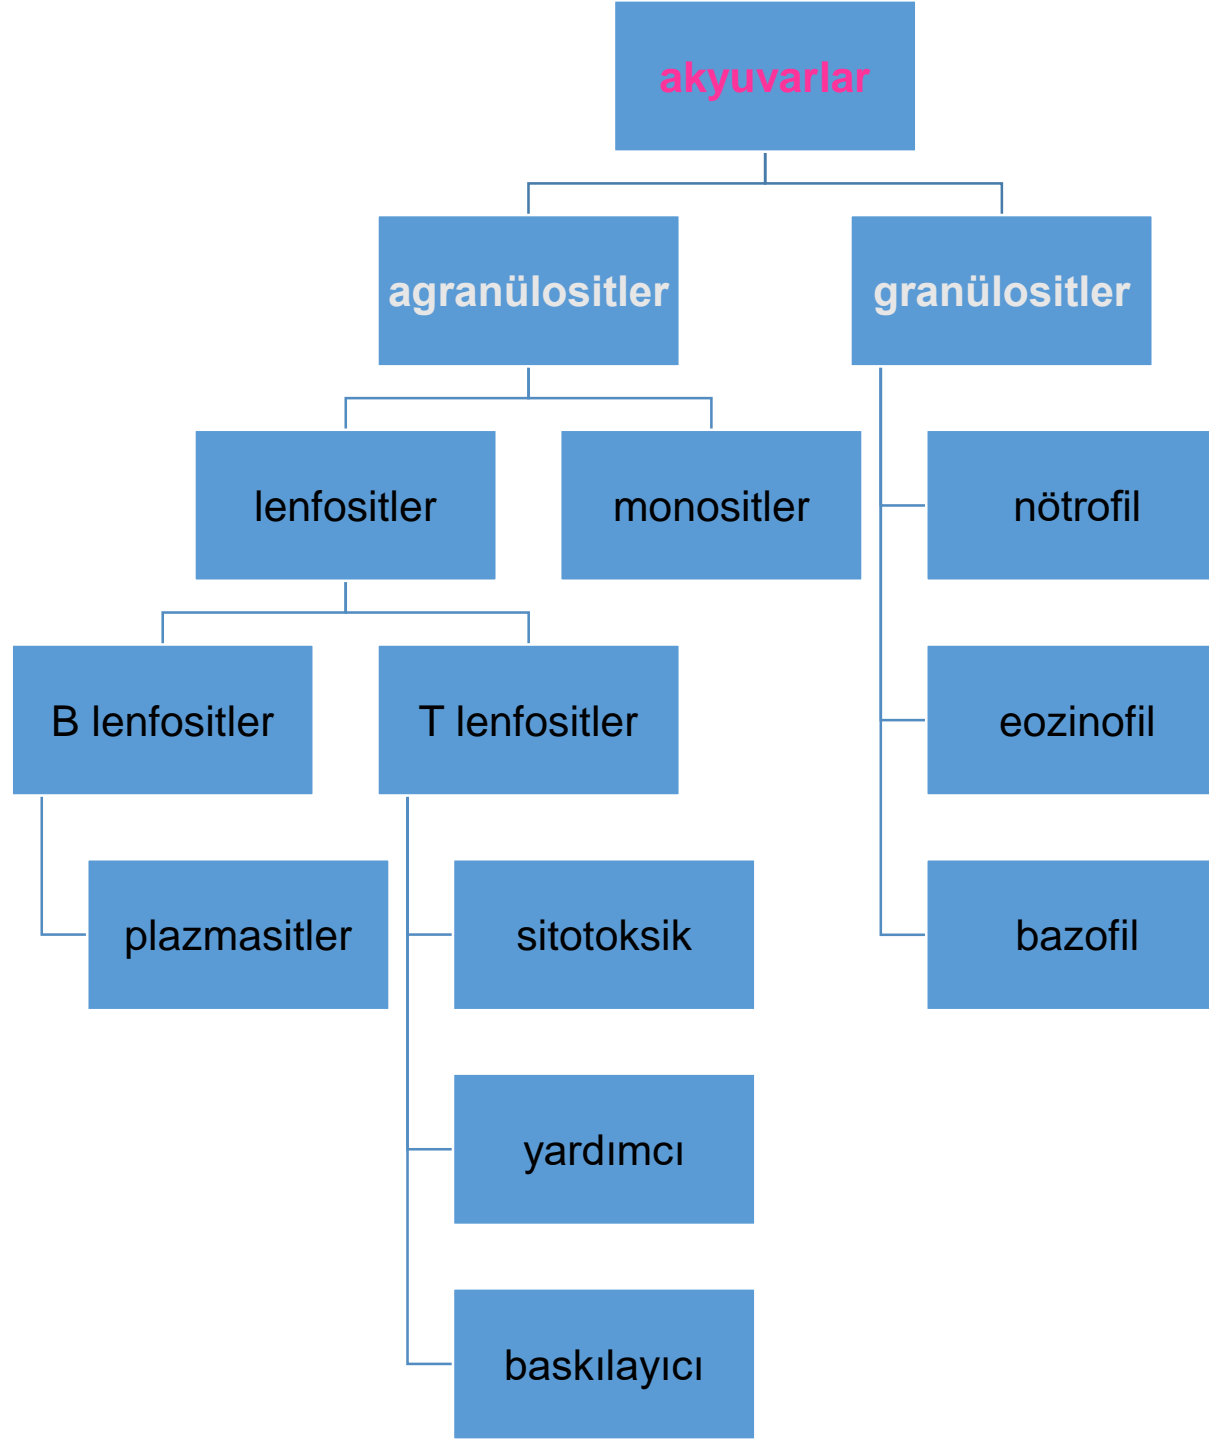 akyuvarlar
agranülositler
granülositler
lenfositler
monositler
nötrofil
B lenfositler
T lenfositler
eozinofil
plazmasitler
sitotoksik
bazofil
yardımcı
baskılayıcı